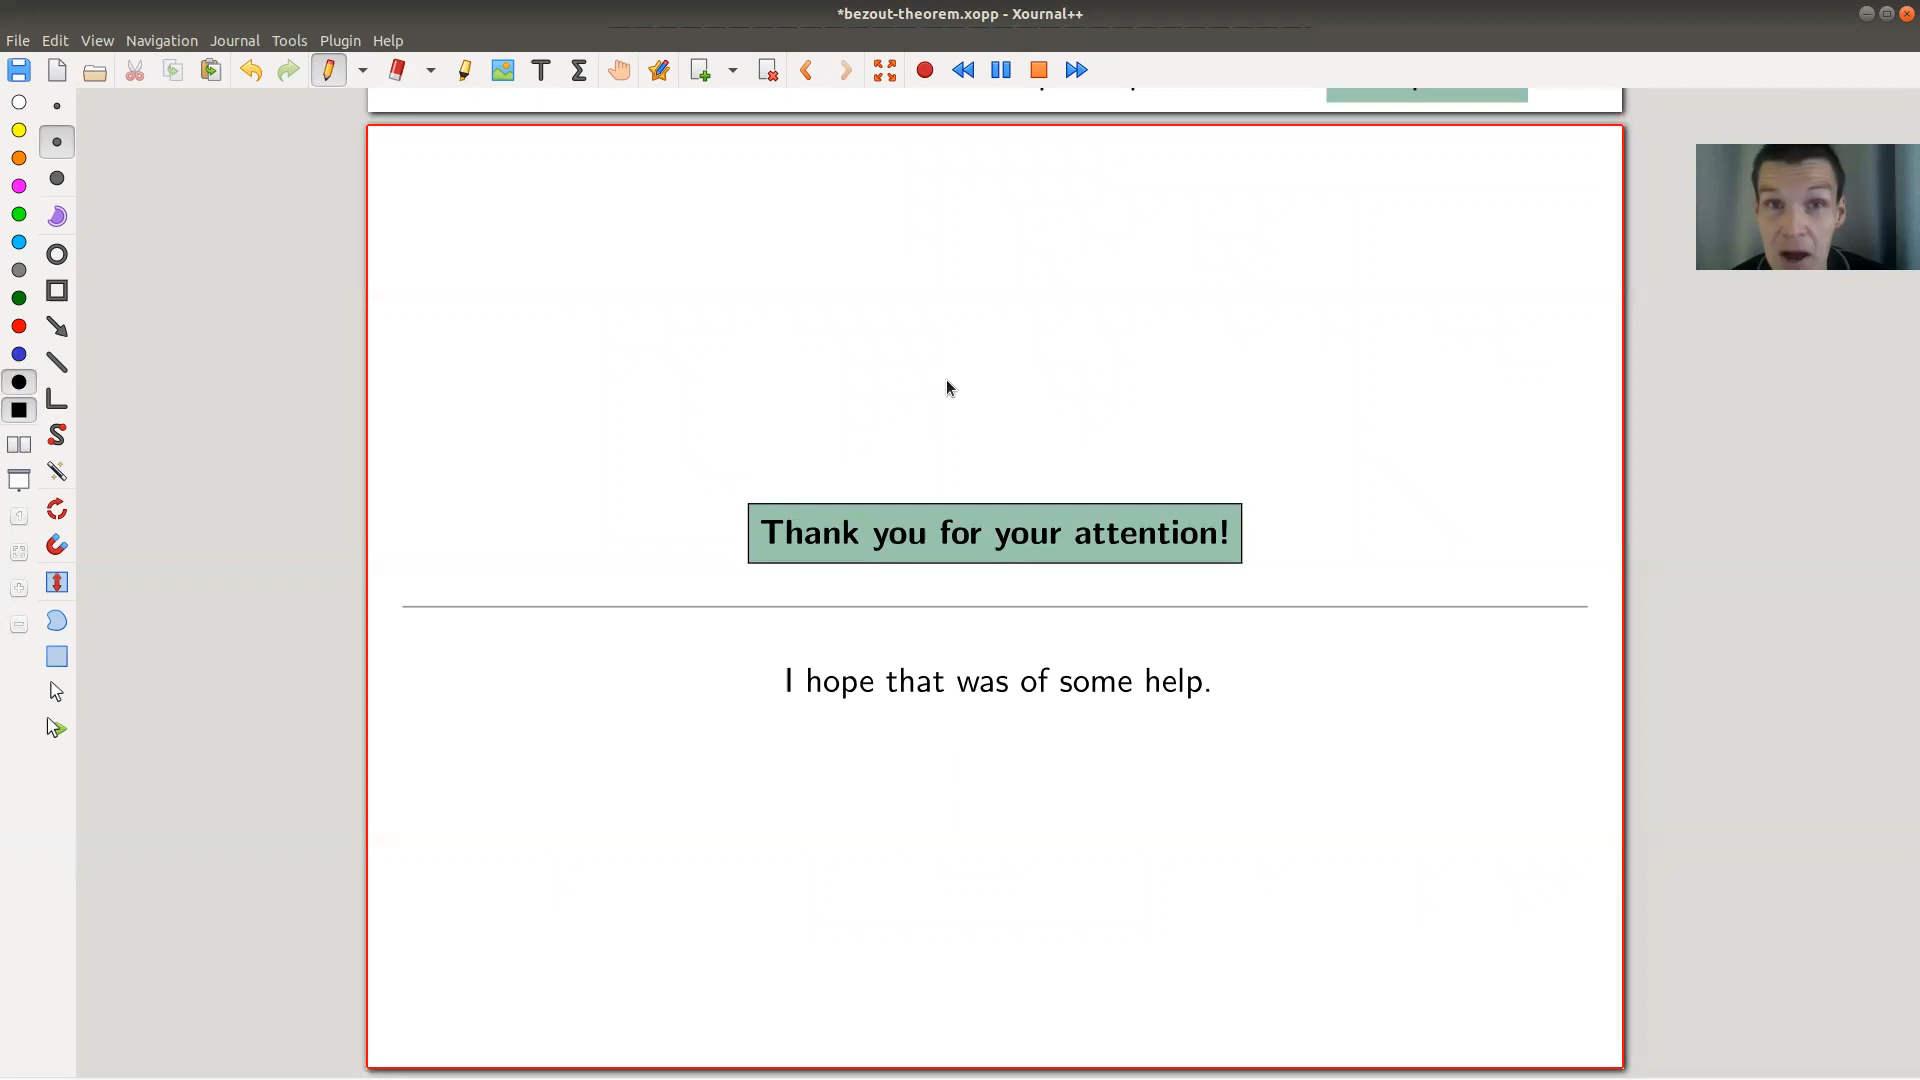 *bezout-theorem.xopp - Xournal++
File Edit View Navigation Journal Tools Plugin Help
Thank you for your attention!
I hope that was of some help.